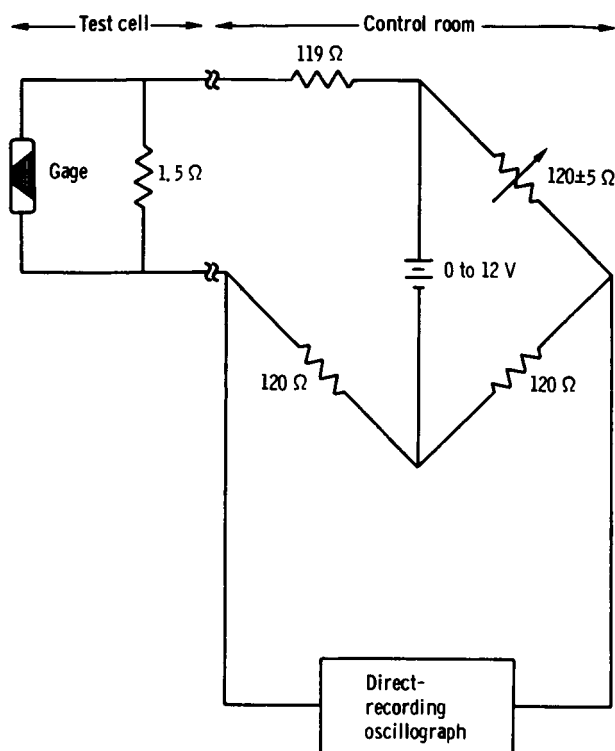 Test cell
Control room
119 Ω
Gage
1.5 Ω
120±5 Ω
0 to 12 V
120 Ω
120 Ω
Direct-
recording
oscillograph